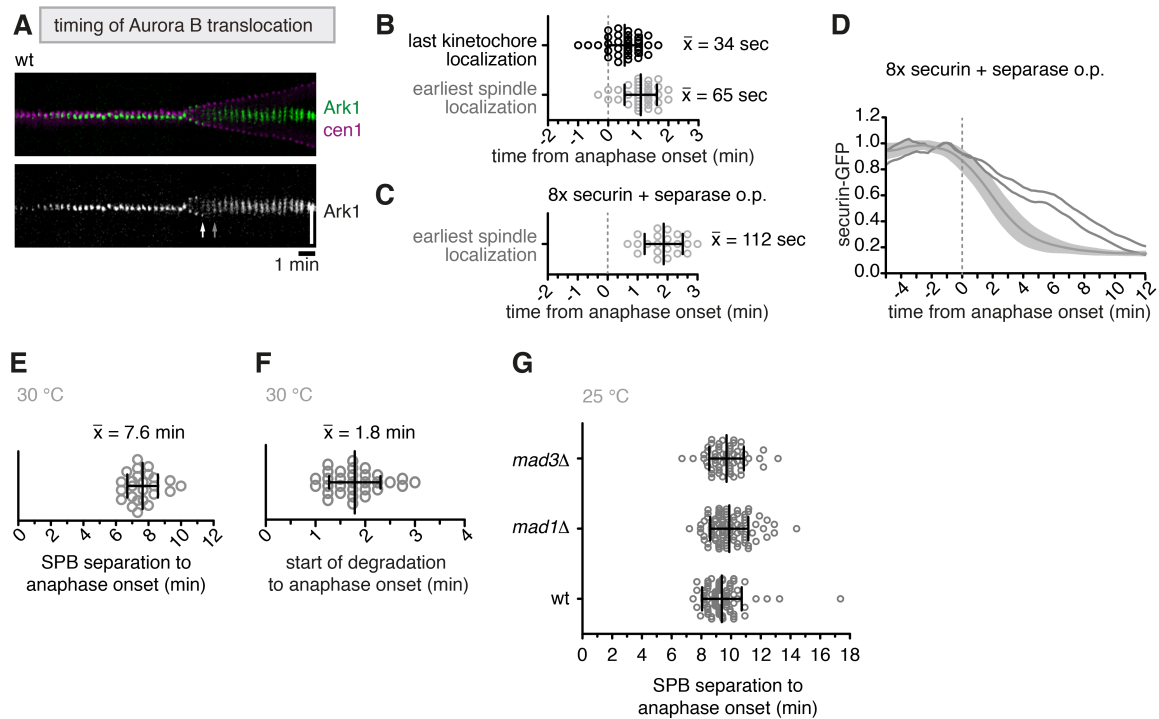 A
timing of Aurora B translocation
wt
Ark1
cen1
Ark1
1 min
B
last kinetochore
localization
x̅ = 34 sec
earliest spindle
localization
x̅ = 65 sec
-2 -1 0 1 2 3
time from anaphase onset (min)
C
8x securin + separase o.p.
earliest spindle
localization
x̅ = 112 sec
-2 -1 0 1 2 3
time from anaphase onset (min)
D
8x securin + separase o.p.
securin-GFP
1.2
1.0
0.8
0.6
0.4
0.2
0.0
-4 -2 0 2 4 6 8 10 12
time from anaphase onset (min)
E
30 °C
x̅ = 7.6 min
0 2 4 6 8 10 12
SPB separation to
anaphase onset (min)
F
30 °C
x̅ = 1.8 min
0 1 2 3 4
start of degradation
to anaphase onset (min)
G
25 °C
mad3Δ
mad1Δ
wt
0 2 4 6 8 10 12 14 16 18
SPB separation to
anaphase onset (min)